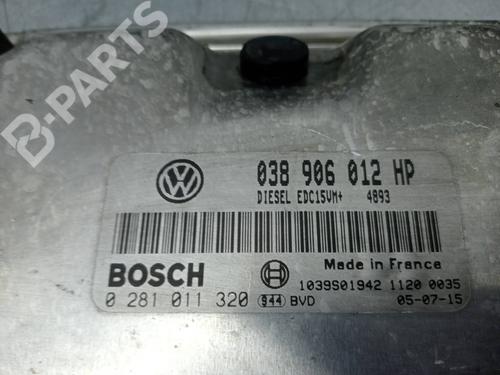 B-PARTS
038 906 012 HP
DIESEL EDC15VM+ 4893
BOSCH
Made in France
1039S01942 1120 0035
0 281 011 320 944 BVD 05-07-15